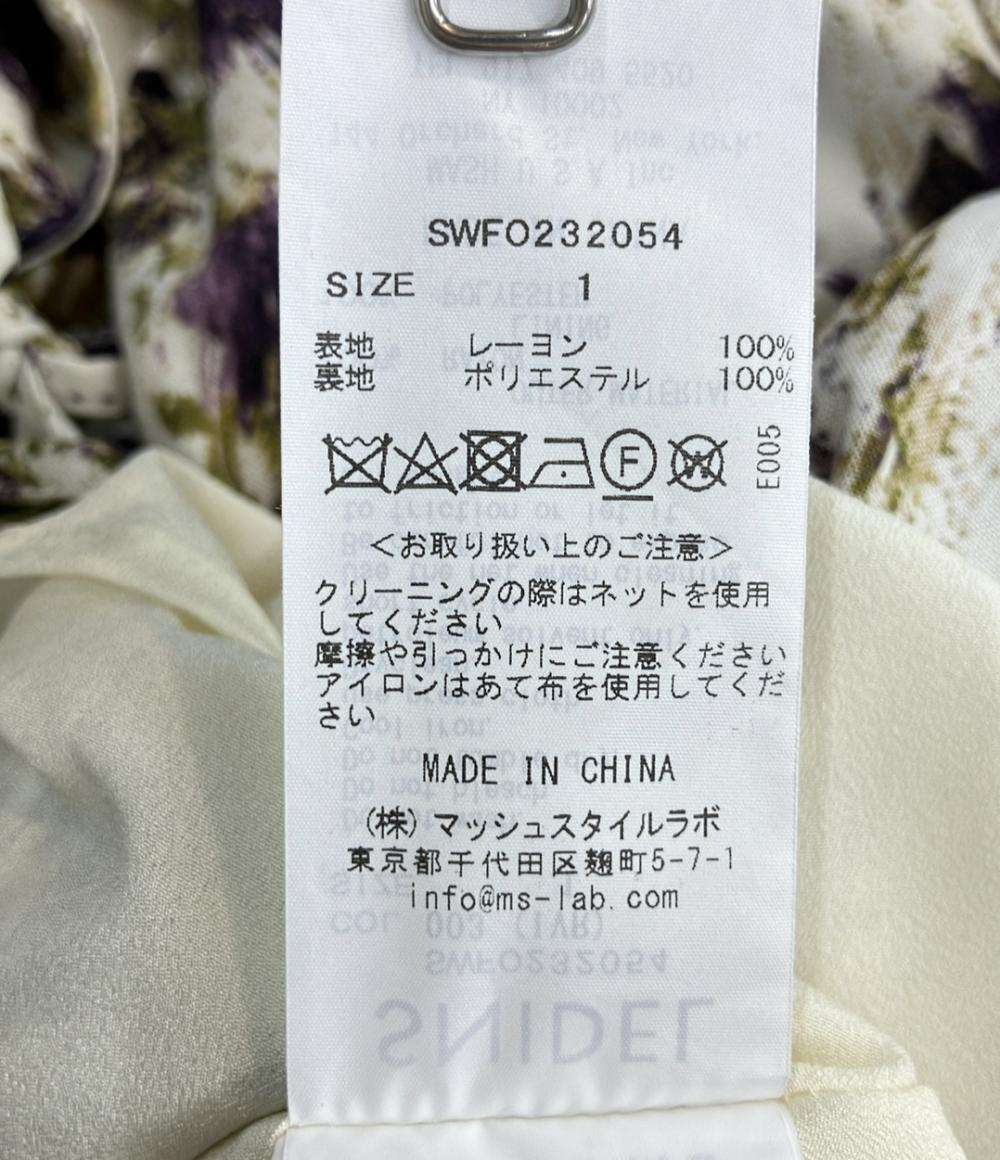 SWFO232054
SIZE 1
表地 レーヨン 100%
裏地 ポリエステル 100%
F
W
E005
<お取り扱い上のご注意>
クリーニングの際はネットを使用
してください
摩擦や引っかけにご注意ください
アイロンはあて布を使用してくだ
さい
MADE IN CHINA
(株)マッシュスタイルラボ
東京都千代田区麹町5-7-1
info@ms-lab.com
SWFO232054
SNIDEL